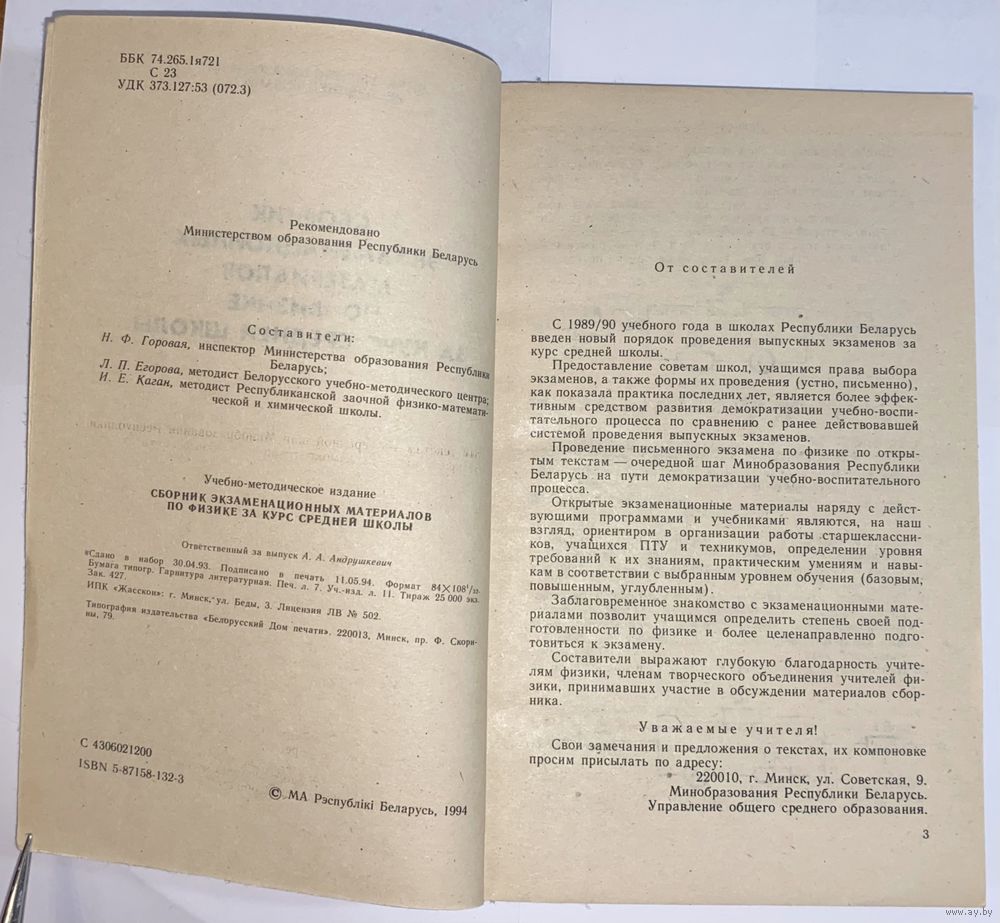 ББК 74.265.1я721
С 23
УДК 373.127:53 (072.3)
Рекомендовано
Министерством образования Республики Беларусь
Составители:
Н. Ф. Горовая, инспектор Министерства образования Республики
Беларусь;
Л. П. Егорова, методист Белорусского учебно-методического центра;
И. Е. Каган, методист Республиканской заочной физико-матема-
тической и химической школы.
Учебно-методическое издание
СБОРНИК ЭКЗАМЕНАЦИОННЫХ МАТЕРИАЛОВ
ПО ФИЗИКЕ ЗА КУРС СРЕДНЕЙ ШКОЛЫ
Ответственный за выпуск А. А. Андрушкевич
Сдано в набор 30.04.93. Подписано в печать 11.05.94. Формат 84×108 1/32.
Бумага типогр. Гарнитура литературная. Печ. л. 7. Уч.-изд. л. 11. Тираж 25 000 экз.
Зак. 427.
ИПК «Жасскон»: г. Минск, ул. Беды, 3. Лицензия ЛВ № 502.
Типография издательства «Белорусский Дом печати». 220013, Минск, пр. Ф. Скори-
ны, 79.
С 4306021200
ISBN 5-87158-132-3
© МА Рэспублікі Беларусь, 1994
От составителей
С 1989/90 учебного года в школах Республики Беларусь
введен новый порядок проведения выпускных экзаменов за
курс средней школы.
Предоставление советам школ, учащимся права выбора
экзаменов, а также формы их проведения (устно, письменно),
как показала практика последних лет, является более эффек-
тивным средством развития демократизации учебно-воспи-
тательного процесса по сравнению с ранее действовавшей
системой проведения выпускных экзаменов.
Проведение письменного экзамена по физике по откры-
тым текстам — очередной шаг Минобразования Республики
Беларусь на пути демократизации учебно-воспитательного
процесса.
Открытые экзаменационные материалы наряду с дейст-
вующими программами и учебниками являются, на наш
взгляд, ориентиром в организации работы старшеклассни-
ков, учащихся ПТУ и техникумов, определении уровня
требований к их знаниям, практическим умениям и навы-
кам в соответствии с выбранным уровнем обучения (базовым,
повышенным, углубленным).
Заблаговременное знакомство с экзаменационными мате-
риалами позволит учащимся определить степень своей под-
готовленности по физике и более целенаправленно подго-
товиться к экзамену.
Составители выражают глубокую благодарность учите-
лям физики, членам творческого объединения учителей фи-
зики, принимавших участие в обсуждении материалов сбор-
ника.
Уважаемые учителя!
Свои замечания и предложения о текстах, их компоновке
просим присылать по адресу:
220010, г. Минск, ул. Советская, 9.
Минобразования Республики Беларусь.
Управление общего среднего образования.
3
www.ay.by